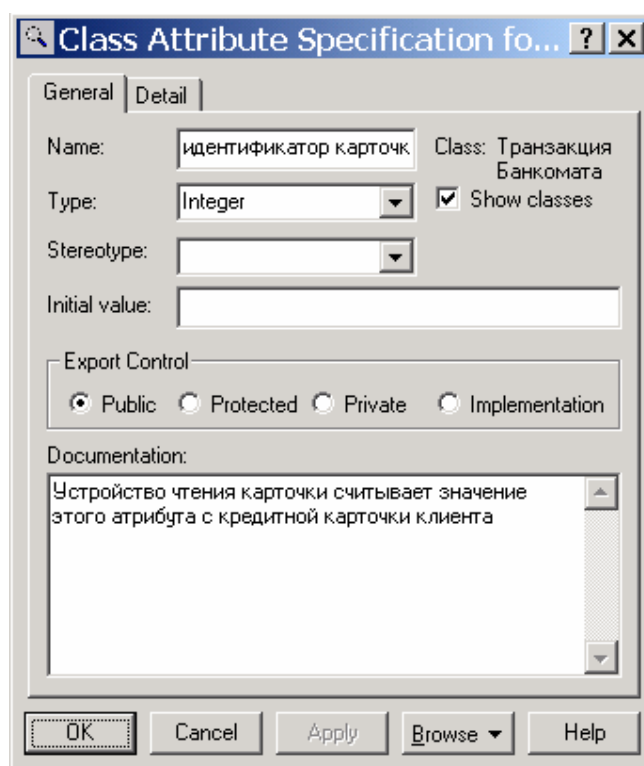 Class Attribute Specification fo... ? X
General Detail
Name: идентификатор карточк Class: Транзакция
Банкомата
Type: Integer Show classes
Stereotype:
Initial value:
Export Control
Public Protected Private Implementation
Documentation:
Устройство чтения карточки считывает значение
этого атрибута с кредитной карточки клиента
OK Cancel Apply Browse Help